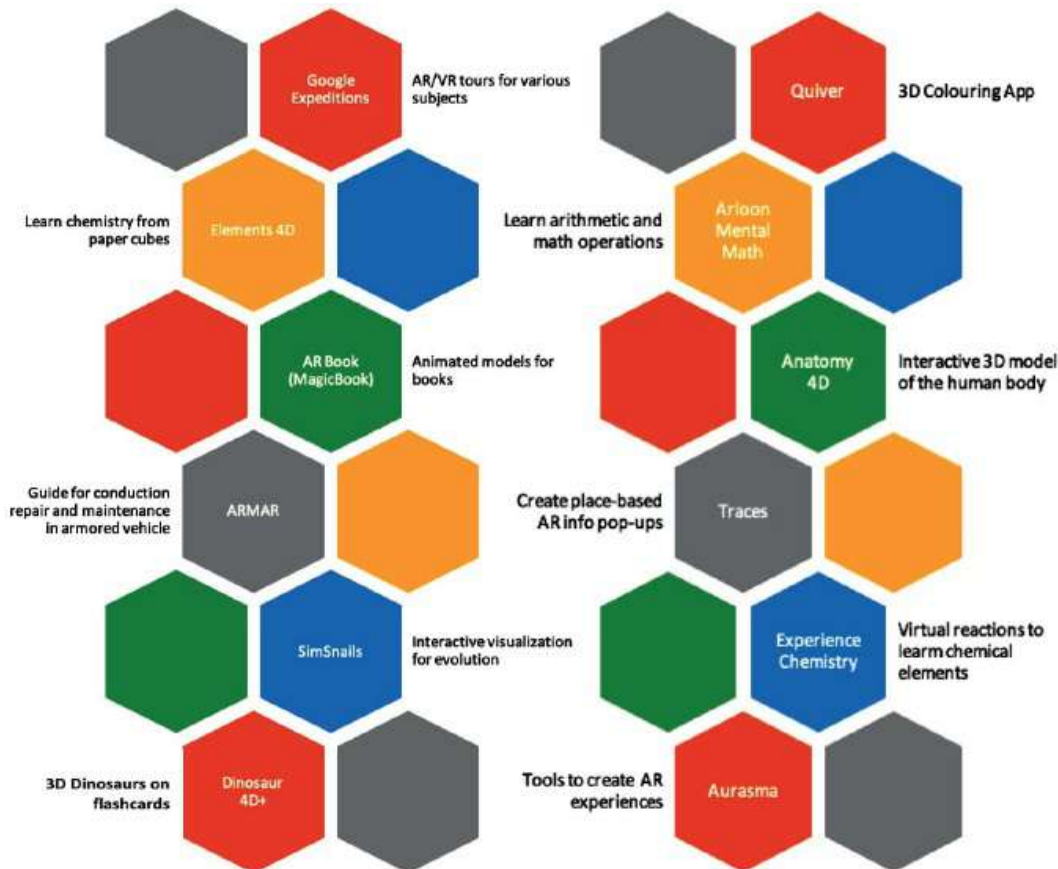 Google
Expeditions
AR/VR tours for various
subjects
Learn chemistry from
paper cubes
Elements 4D
AR Book
(MagicBook)
Animated models for
books
Guide for conduction
repair and maintenance
in armored vehicle
ARMAR
SimSnails
Interactive visualization
for evolution
3D Dinosaurs on
flashcards
Dinosaur
4D+
Quiver
3D Colouring App
Learn arithmetic and
math operations
Arloon
Mental
Math
Anatomy
4D
Interactive 3D model
of the human body
Create place-based
AR info pop-ups
Traces
Experience
Chemistry
Virtual reactions to
learm chemical
elements
Tools to create AR
experiences
Aurasma